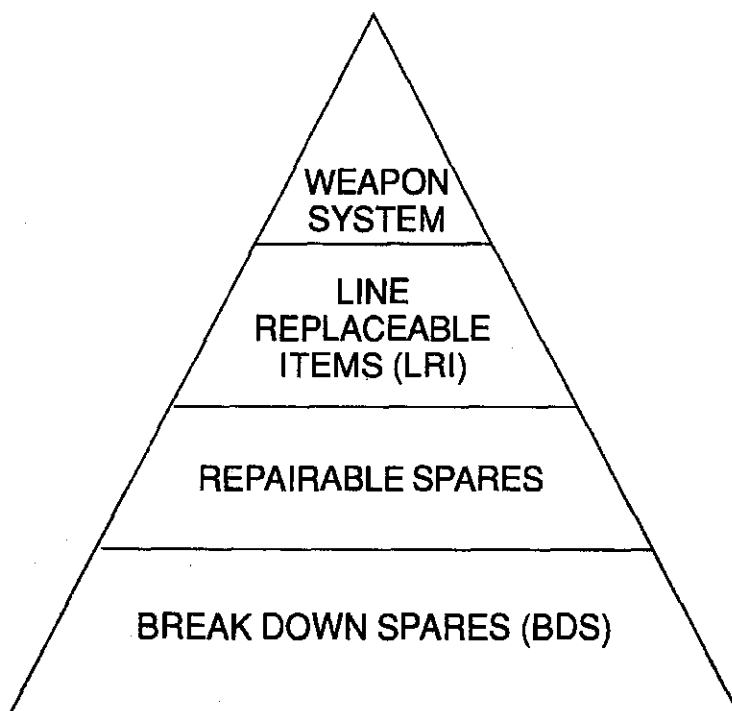 WEAPON
SYSTEM
LINE
REPLACEABLE
ITEMS (LRI)
REPAIRABLE SPARES
BREAK DOWN SPARES (BDS)